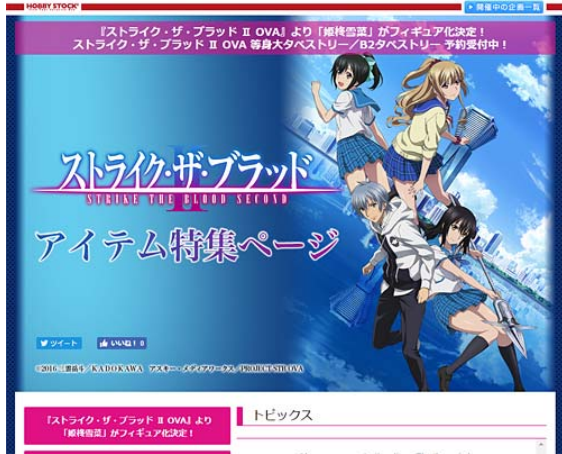 HOBBY STOCK
開催中の企画一覧
『ストライク・ザ・ブラッド Ⅱ OVA』より「姫柊雪菜」がフィギュア化決定！
ストライク・ザ・ブラッド Ⅱ OVA 等身大タペストリー／B2タペストリー 予約受付中！
ストライク・ザ・ブラッド
II
STRIKE THE BLOOD SECOND
アイテム特集ページ
ツイート
いいね！ 0
©2016 三雲岳斗／KADOKAWA アスキー・メディアワークス／PROJECT STB OVA
『ストライク・ザ・ブラッド Ⅱ OVA』より
「姫柊雪菜」がフィギュア化決定！
トピックス